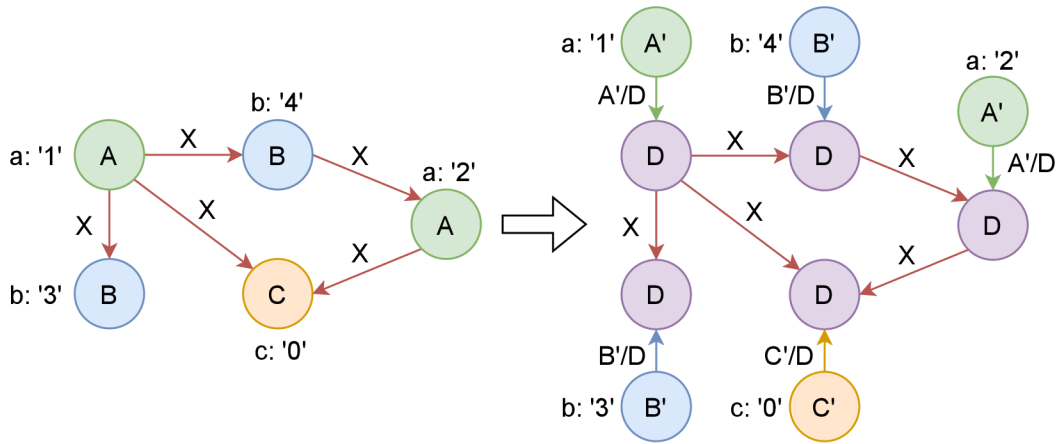 b: '4'
a: '1'
A
X
B
X
a: '2'
X
X
A
X
b: '3'
B
C
c: '0'
a: '1'
A'
b: '4'
B'
a: '2'
A'/D
B'/D
A'
D
X
D
X
A'/D
X
X
D
X
D
D
B'/D
C'/D
b: '3'
B'
c: '0'
C'